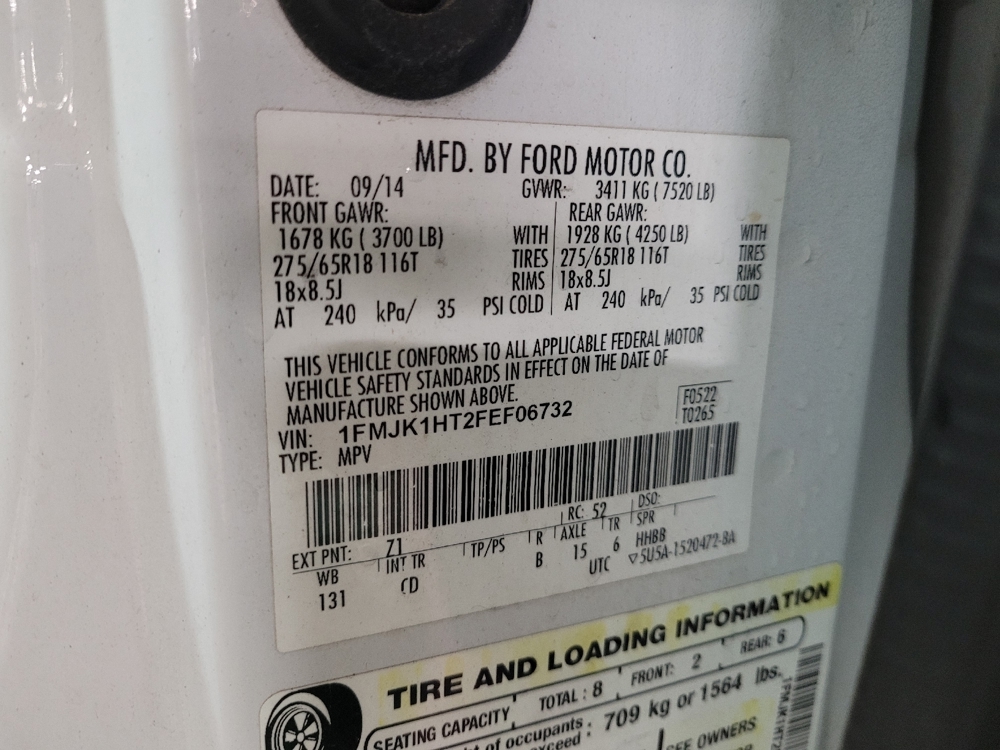 MFD. BY FORD MOTOR CO.
DATE: 09/14 GVWR: 3411 KG ( 7520 LB)
FRONT GAWR: REAR GAWR:
1678 KG ( 3700 LB) WITH 1928 KG ( 4250 LB) WITH
275/65R18 116T TIRES 275/65R18 116T TIRES
18x8.5J RIMS 18x8.5J RIMS
AT 240 kPa/ 35 PSI COLD AT 240 kPa/ 35 PSI COLD
THIS VEHICLE CONFORMS TO ALL APPLICABLE FEDERAL MOTOR
VEHICLE SAFETY STANDARDS IN EFFECT ON THE DATE OF
MANUFACTURE SHOWN ABOVE.
F0522
T0265
VIN: 1FMJK1HT2FEF06732
TYPE: MPV
EXT PNT: Z1 RC: 52 DSO:
WB INT TR TP/PS R AXLE TR SPR
131 CD B 15 6 HHBB
UTC ▽5U5A-1520472-BA
TIRE AND LOADING INFORMATION
SEATING CAPACITY TOTAL : 8 FRONT: 2 REAR: 6
of occupants
exceed 709 kg or 1564 lbs.
OWNERS